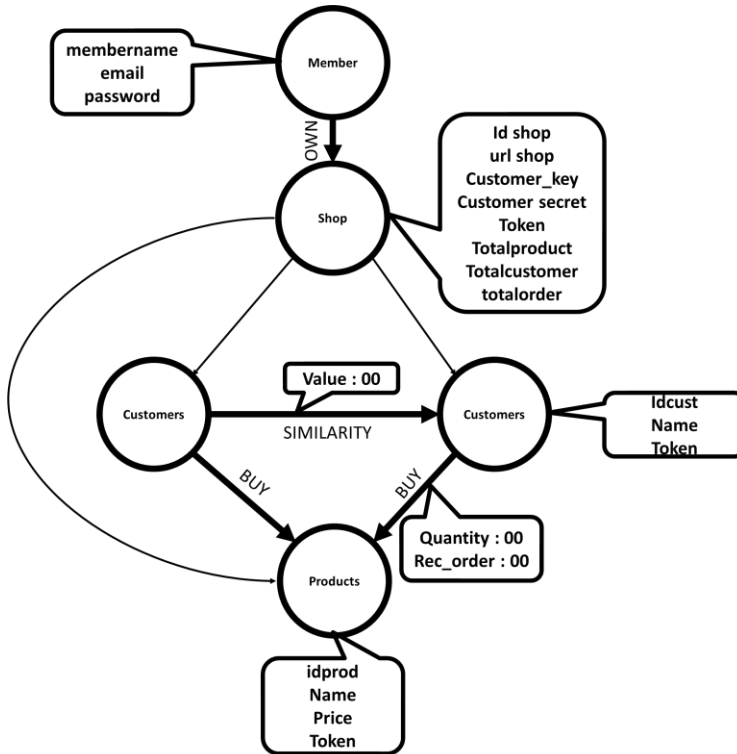 membername
email
password
Member
OWN
Id shop
url shop
Customer_key
Customer secret
Token
Totalproduct
Totalcustomer
totalorder
Shop
Value : 00
Customers
SIMILARITY
Customers
Idcust
Name
Token
BUY
BUY
Quantity : 00
Rec_order : 00
Products
idprod
Name
Price
Token